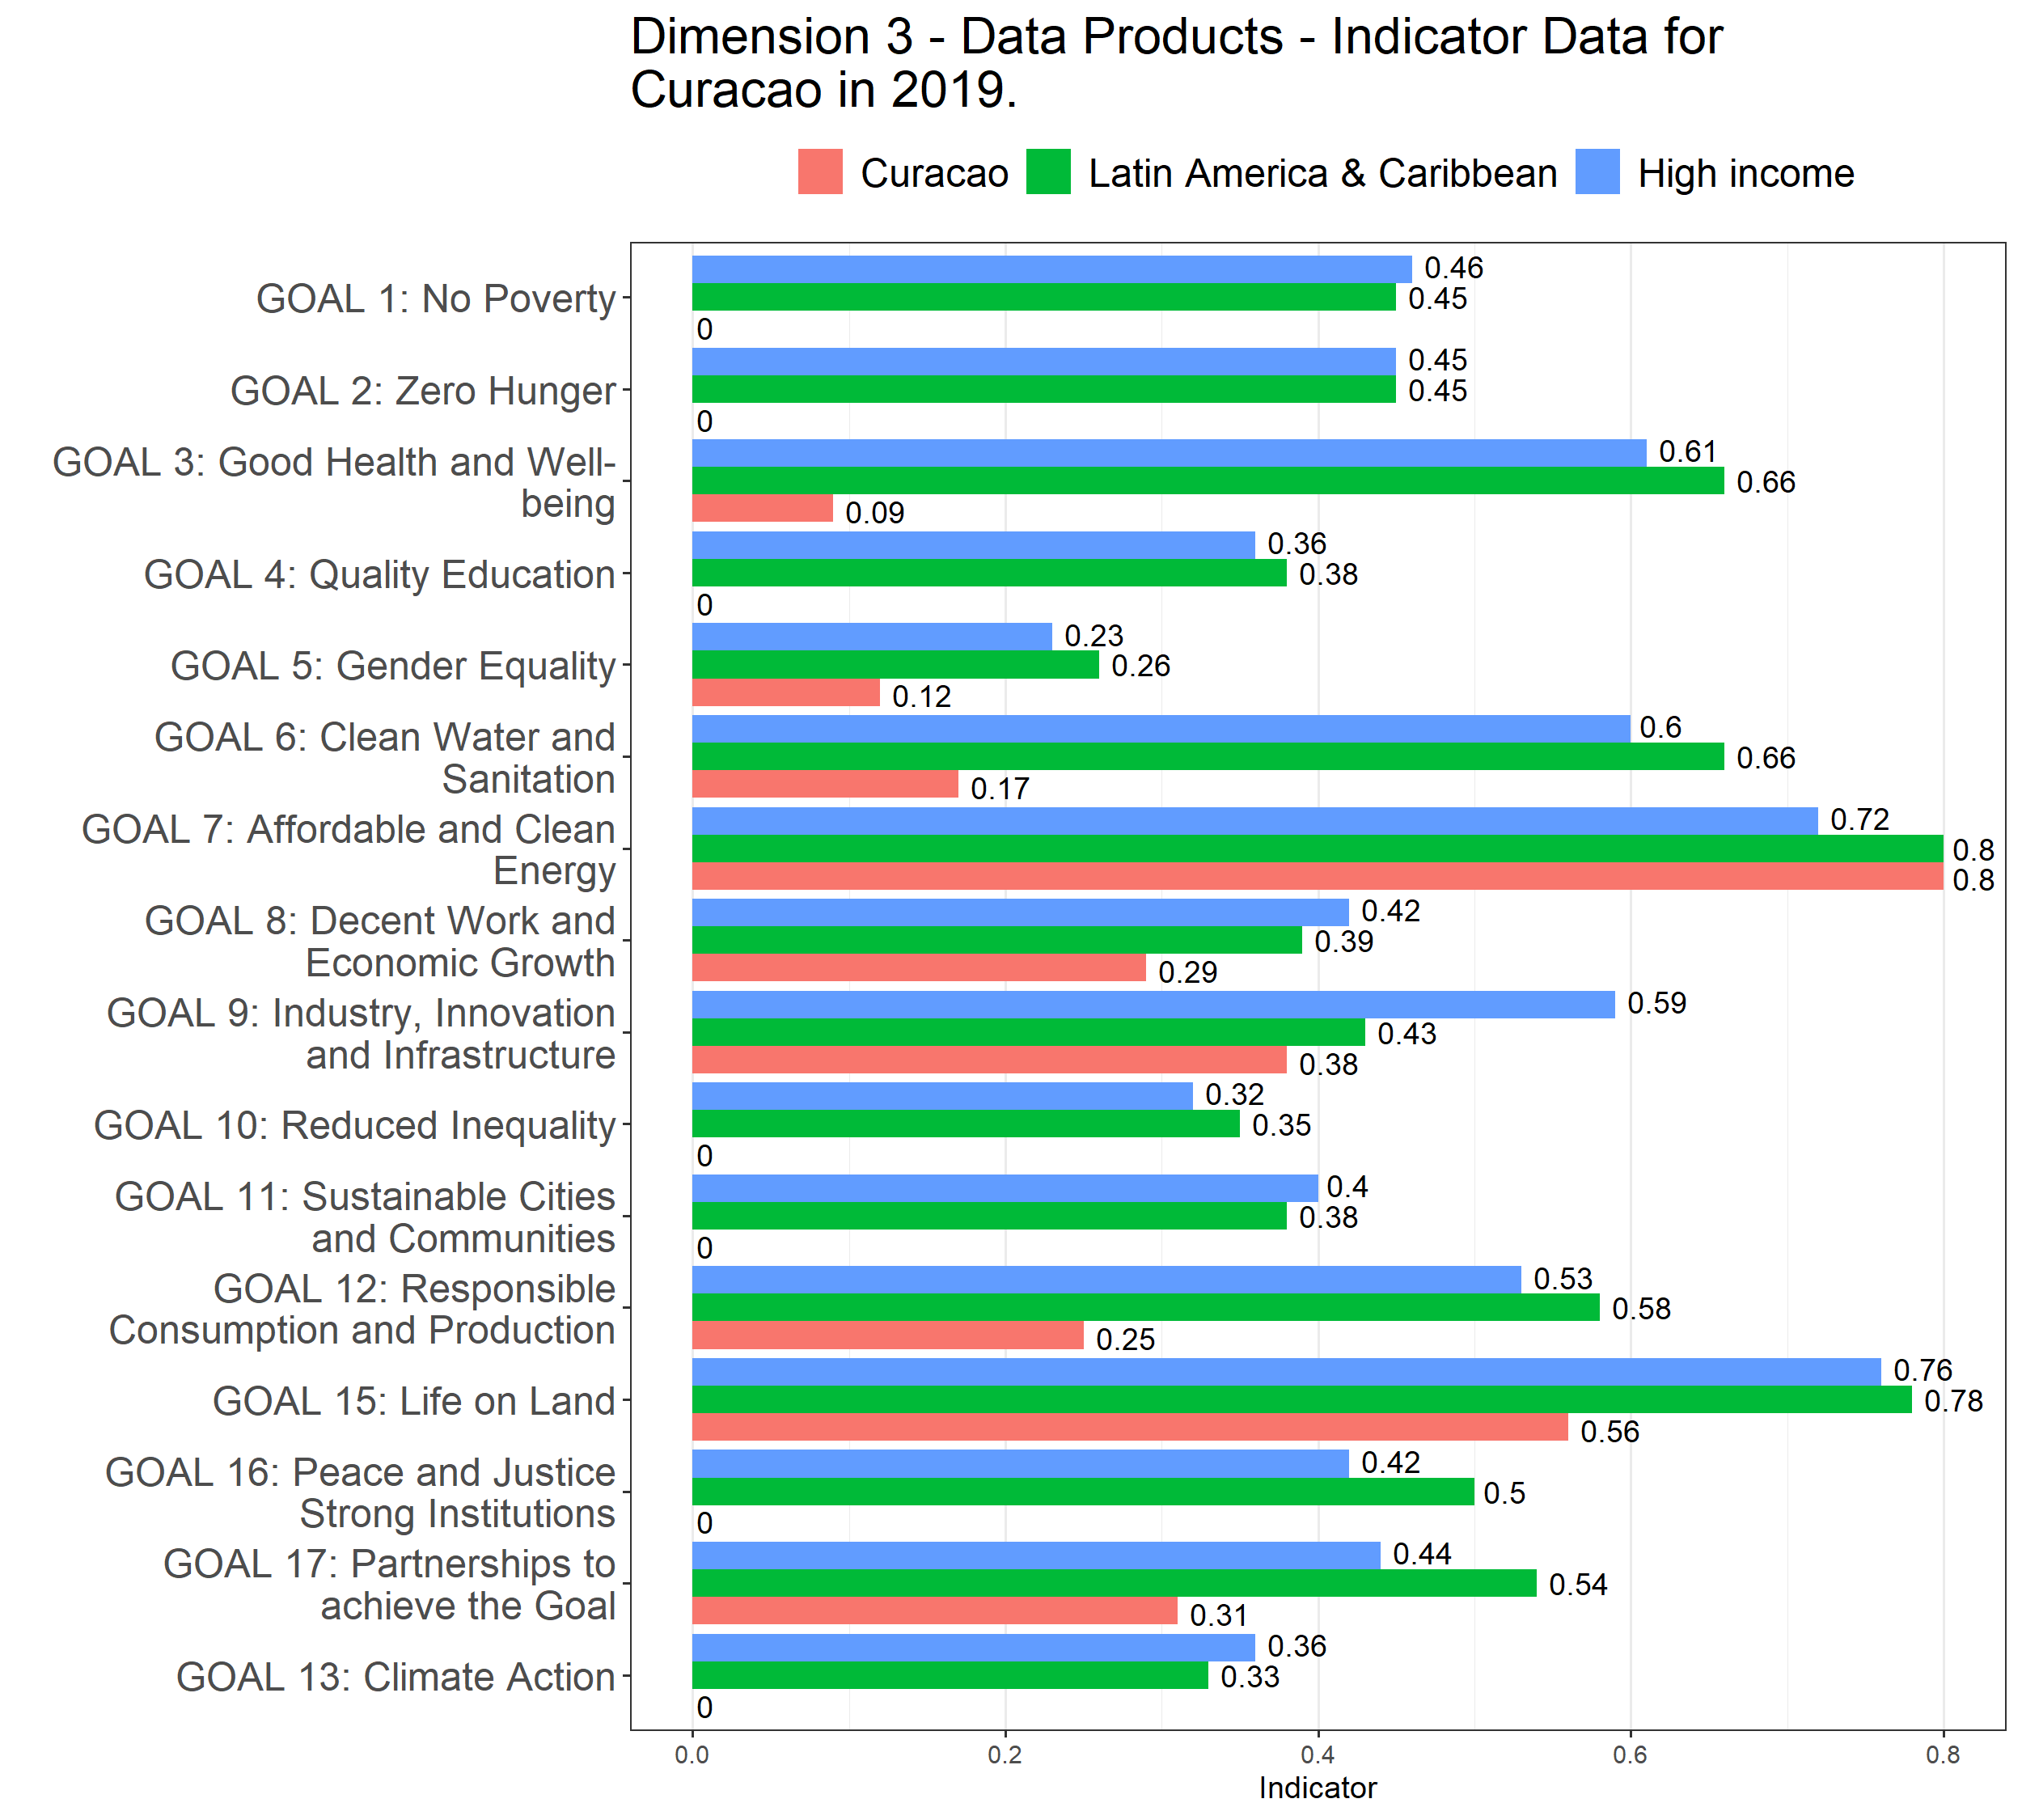 Dimension 3 - Data Products - Indicator Data for
Curacao in 2019.
Curacao Latin America & Caribbean High income
GOAL 1: No Poverty
0.46
0.45
0
GOAL 2: Zero Hunger
0.45
0.45
0
GOAL 3: Good Health and Well-
being
0.61
0.66
0.09
GOAL 4: Quality Education
0.36
0.38
0
GOAL 5: Gender Equality
0.23
0.26
0.12
GOAL 6: Clean Water and
Sanitation
0.6
0.66
0.17
GOAL 7: Affordable and Clean
Energy
0.72
0.8
0.8
GOAL 8: Decent Work and
Economic Growth
0.42
0.39
0.29
GOAL 9: Industry, Innovation
and Infrastructure
0.59
0.43
0.38
GOAL 10: Reduced Inequality
0.32
0.35
0
GOAL 11: Sustainable Cities
and Communities
0.4
0.38
0
GOAL 12: Responsible
Consumption and Production
0.53
0.58
0.25
GOAL 15: Life on Land
0.76
0.78
0.56
GOAL 16: Peace and Justice
Strong Institutions
0.42
0.5
0
GOAL 17: Partnerships to
achieve the Goal
0.44
0.54
0.31
GOAL 13: Climate Action
0.36
0.33
0
0.0 0.2 0.4 0.6 0.8
Indicator